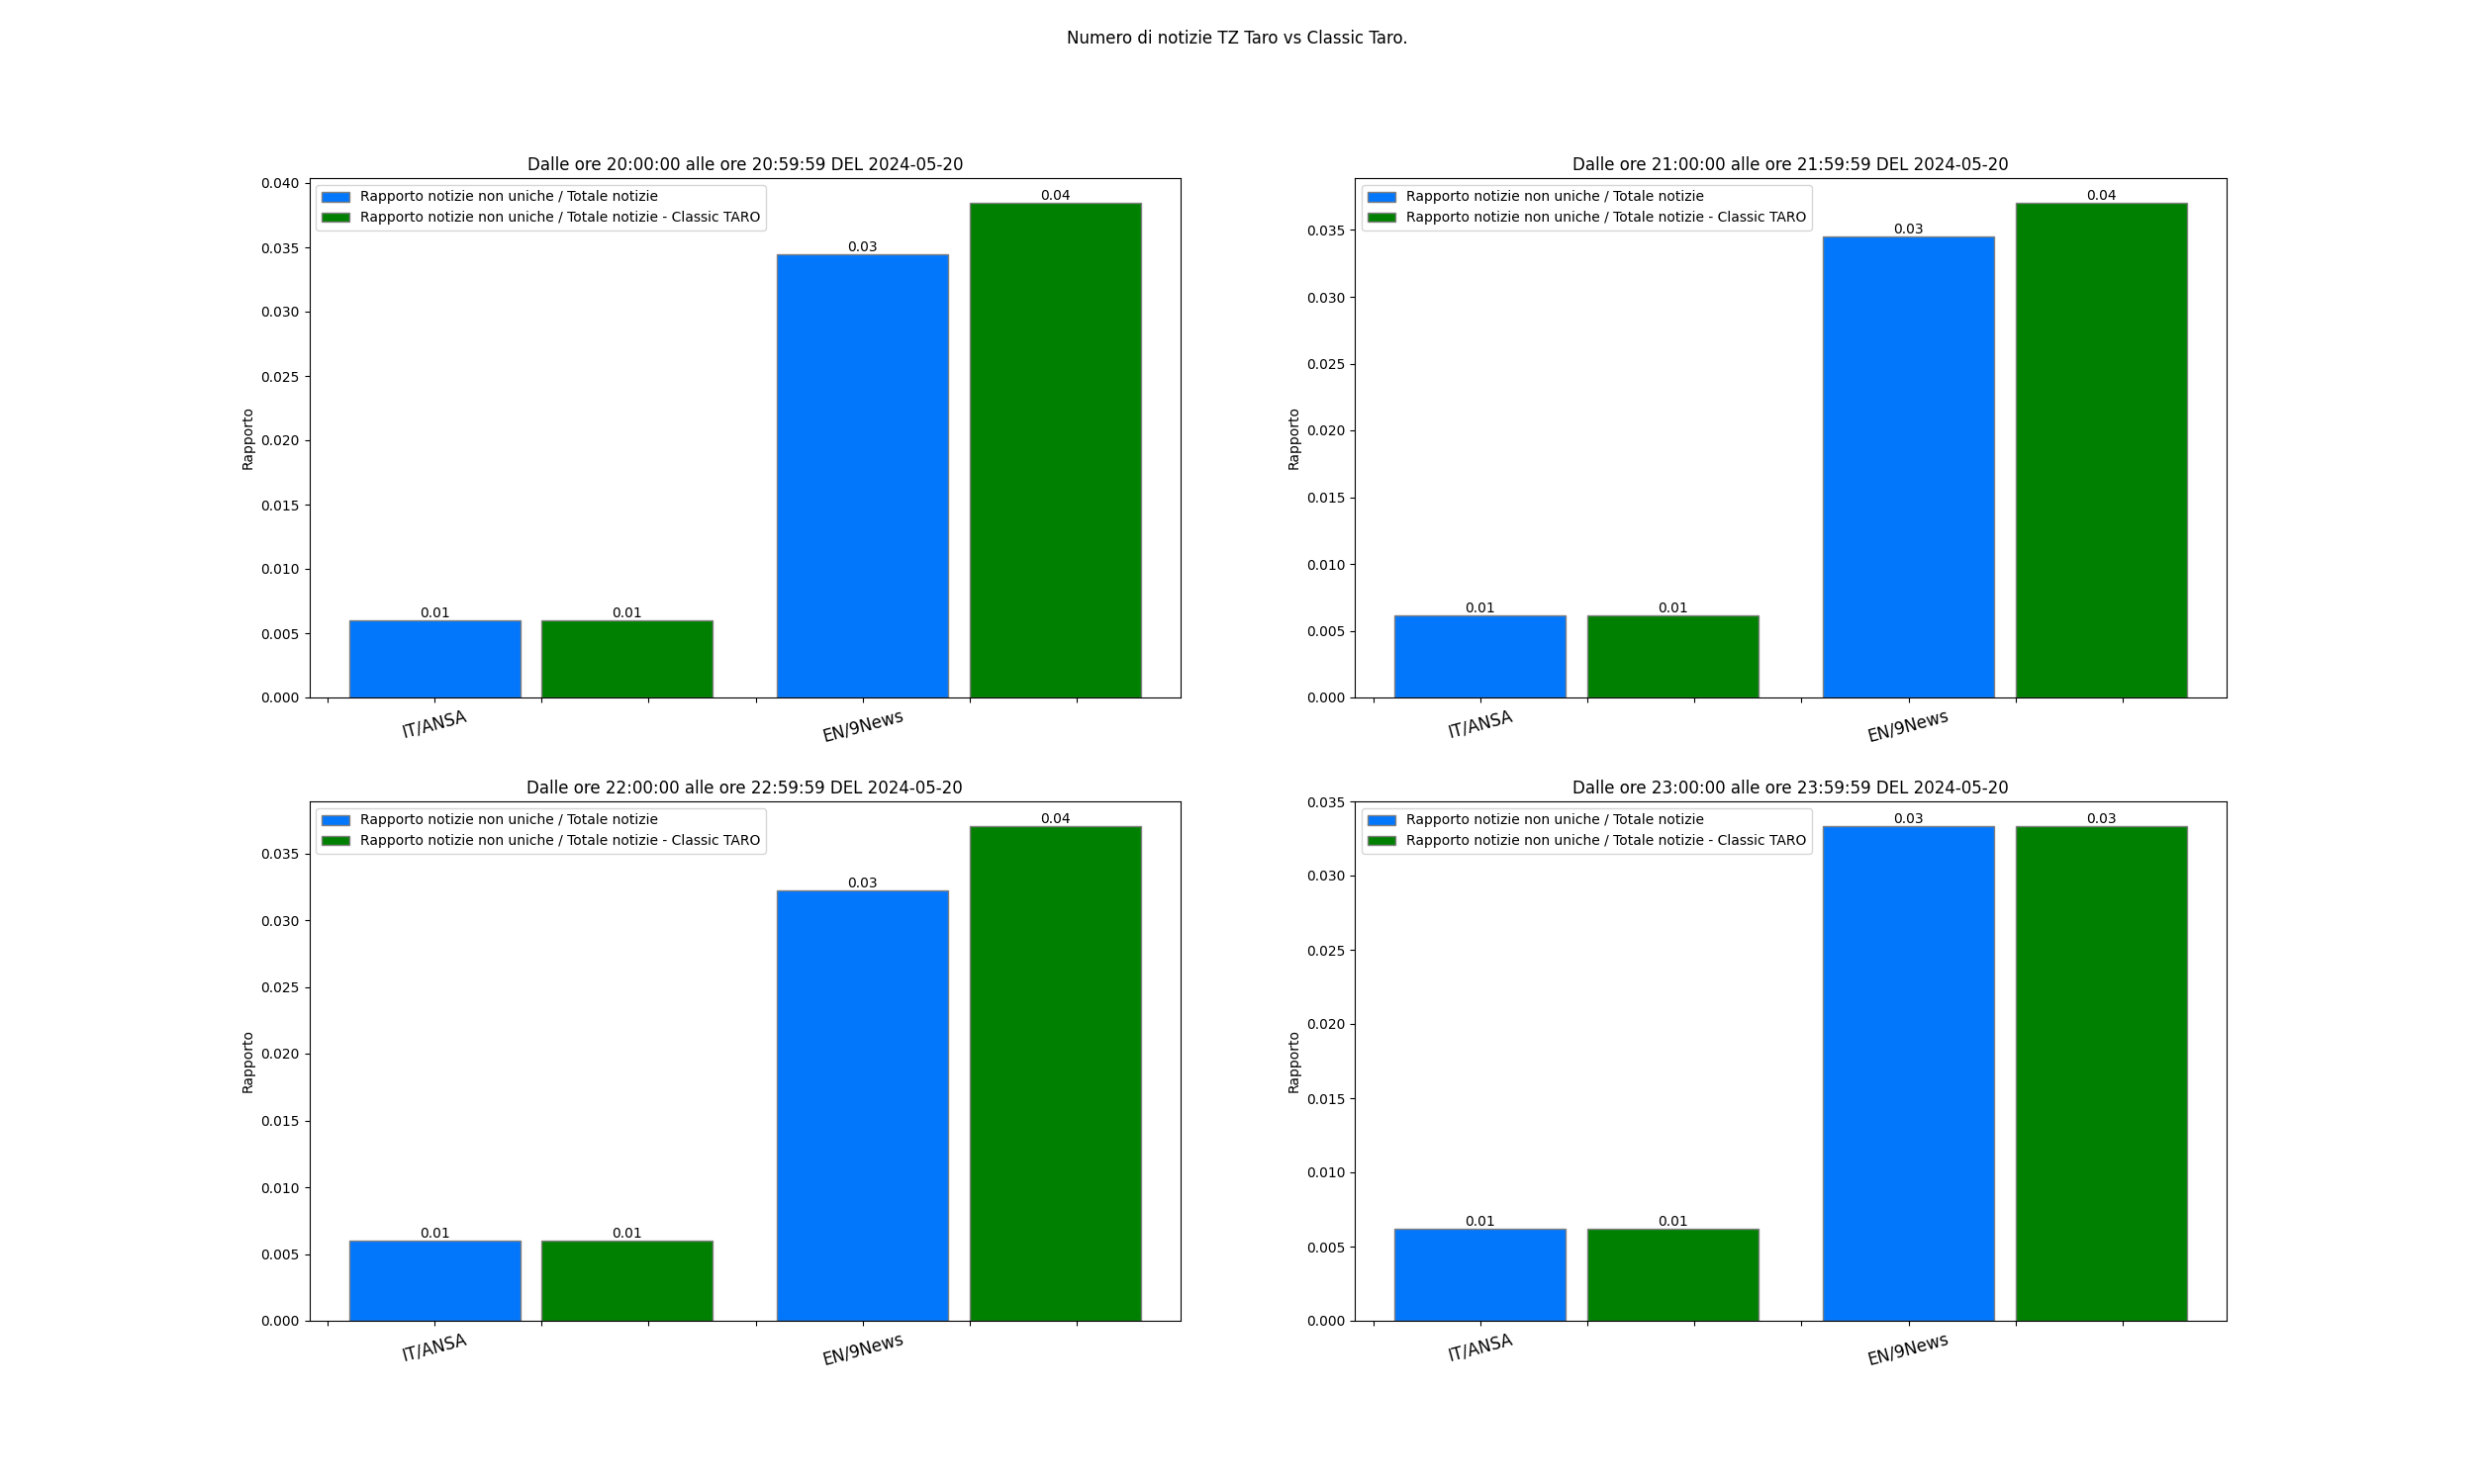 Numero di notizie TZ Taro vs Classic Taro.
Dalle ore 20:00:00 alle ore 20:59:59 DEL 2024-05-20
Rapporto notizie non uniche / Totale notizie
Rapporto notizie non uniche / Totale notizie - Classic TARO
0.040
0.035
0.030
0.025
0.020
0.015
0.010
0.005
0.000
Rapporto
0.01
0.01
0.03
0.04
IT/ANSA
EN/9News
Dalle ore 21:00:00 alle ore 21:59:59 DEL 2024-05-20
Rapporto notizie non uniche / Totale notizie
Rapporto notizie non uniche / Totale notizie - Classic TARO
0.035
0.030
0.025
0.020
0.015
0.010
0.005
0.000
Rapporto
0.01
0.01
0.03
0.04
IT/ANSA
EN/9News
Dalle ore 22:00:00 alle ore 22:59:59 DEL 2024-05-20
Rapporto notizie non uniche / Totale notizie
Rapporto notizie non uniche / Totale notizie - Classic TARO
0.035
0.030
0.025
0.020
0.015
0.010
0.005
0.000
Rapporto
0.01
0.01
0.03
0.04
IT/ANSA
EN/9News
Dalle ore 23:00:00 alle ore 23:59:59 DEL 2024-05-20
Rapporto notizie non uniche / Totale notizie
Rapporto notizie non uniche / Totale notizie - Classic TARO
0.035
0.030
0.025
0.020
0.015
0.010
0.005
0.000
Rapporto
0.01
0.01
0.03
0.03
IT/ANSA
EN/9News